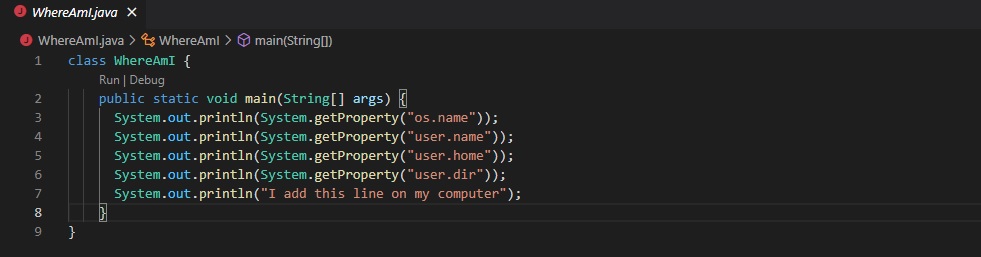 WhereAmI.java ×
WhereAmI.java > WhereAmI > main(String[])
1 class WhereAmI {
Run | Debug
2 public static void main(String[] args) {
3 System.out.println(System.getProperty("os.name"));
4 System.out.println(System.getProperty("user.name"));
5 System.out.println(System.getProperty("user.home"));
6 System.out.println(System.getProperty("user.dir"));
7 System.out.println("I add this line on my computer");
8 }
9 }